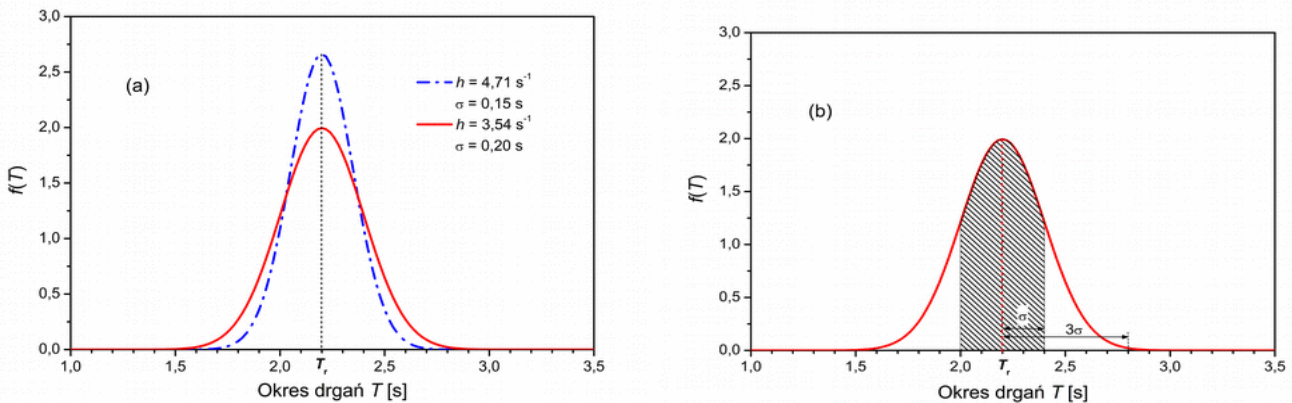 3,0
2,5
2,0
1,5
1,0
0,5
0,0
f(T)
(a)
h = 4,71 s⁻¹
σ = 0,15 s
h = 3,54 s⁻¹
σ = 0,20 s
1,0 1,5 2,0 Tᵣ 2,5 3,0 3,5
Okres drgań T [s]
3,0
2,5
2,0
1,5
1,0
0,5
0,0
f(T)
(b)
σ
3σ
1,0 1,5 2,0 Tᵣ 2,5 3,0 3,5
Okres drgań T [s]